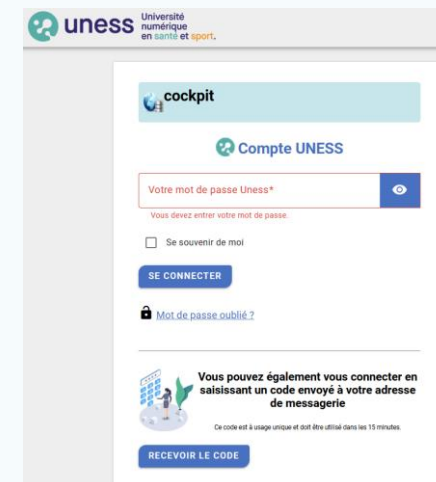 uness
Université
numérique
en santé et sport.
cockpit
Compte UNESS
Votre mot de passe Uness*
Vous devez entrer votre mot de passe.
Se souvenir de moi
SE CONNECTER
Mot de passe oublié ?
Vous pouvez également vous connecter en
saisissant un code envoyé à votre adresse
de messagerie
Ce code est à usage unique et doit être utilisé dans les 15 minutes.
RECEVOIR LE CODE